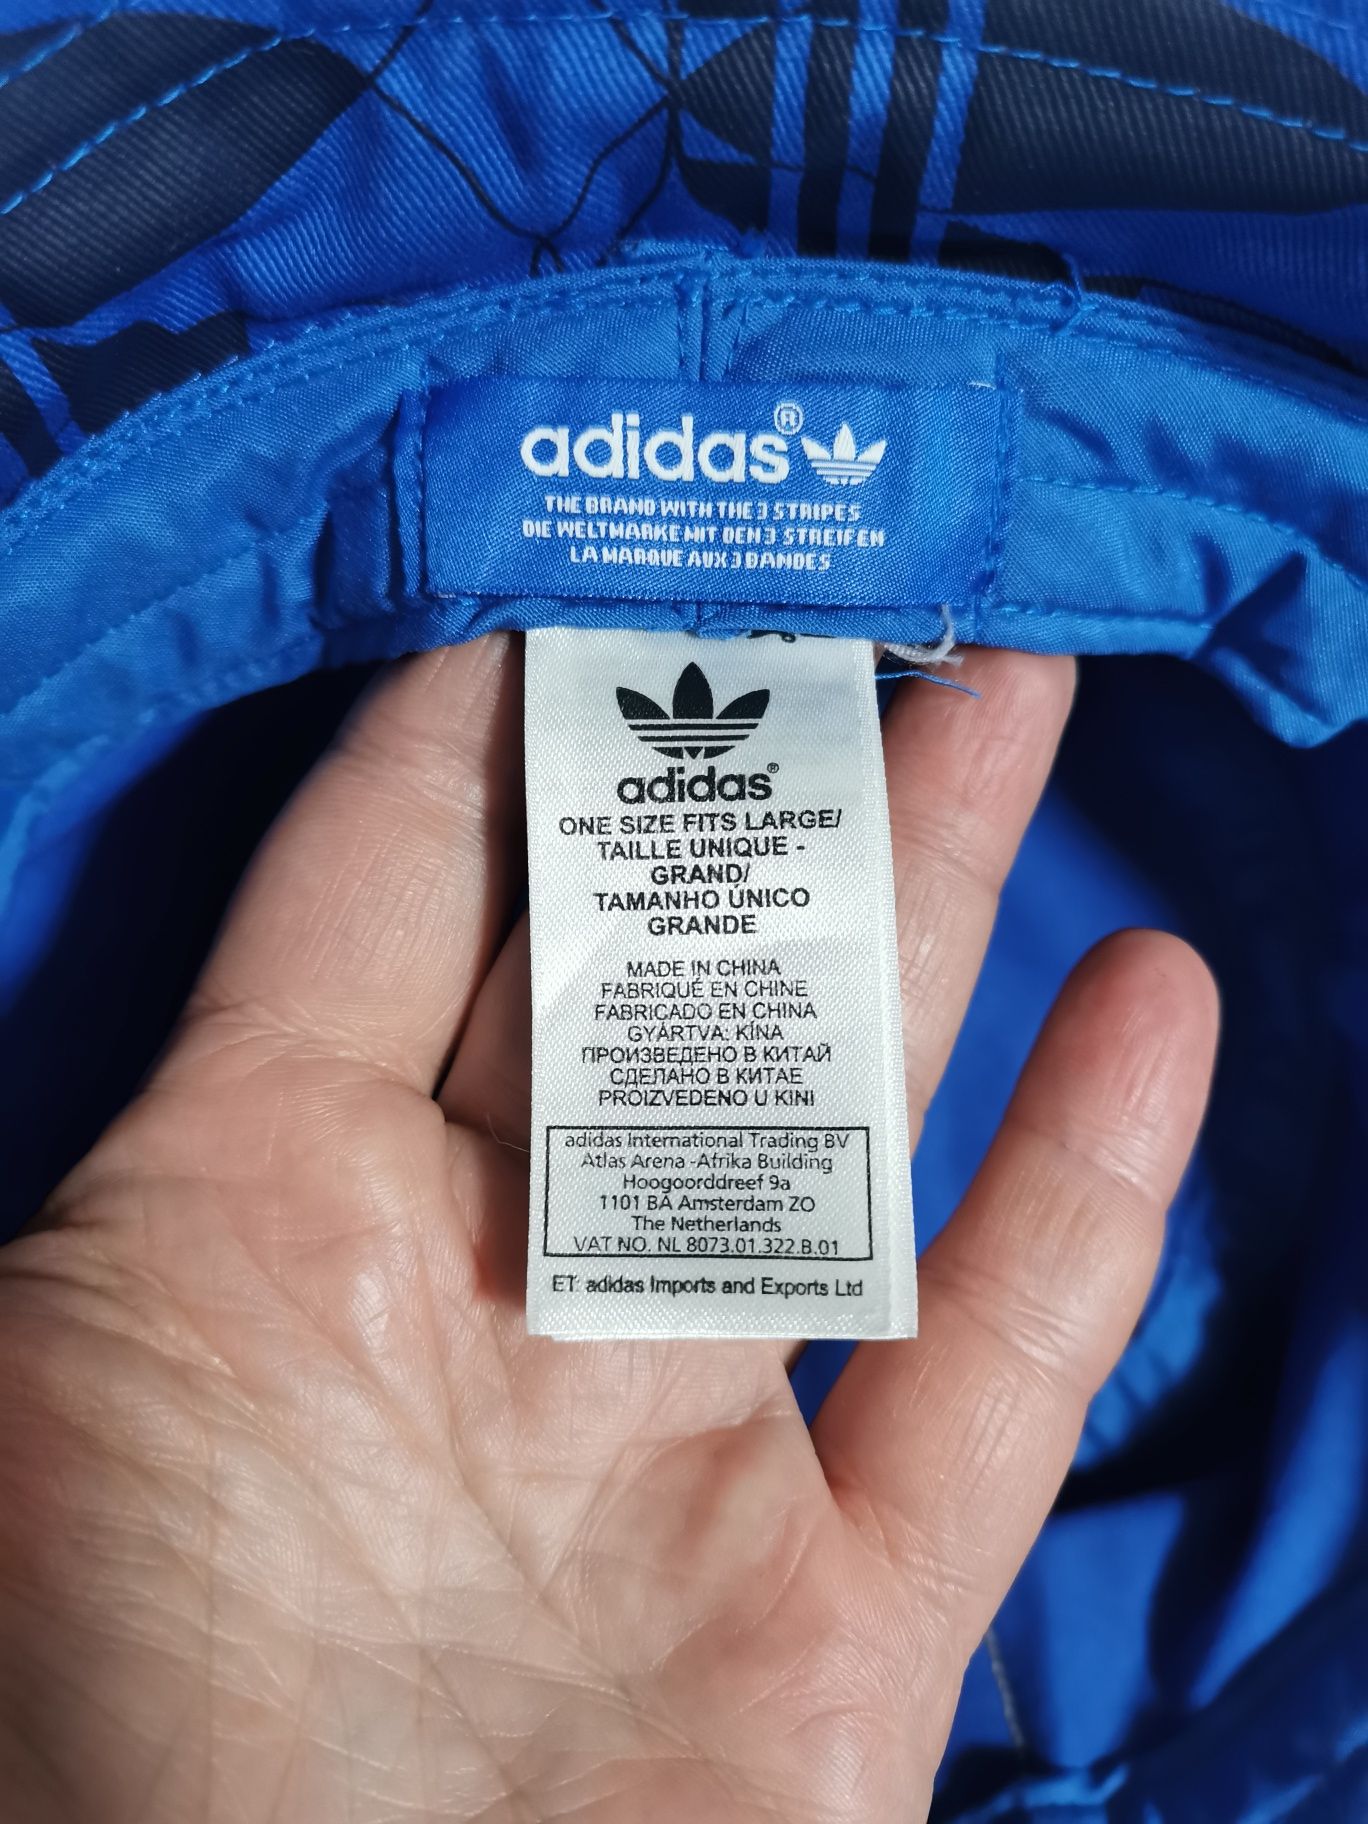 adidas®
THE BRAND WITH THE 3 STRIPES
DIE WELTMARKE MIT DEN 3 STREIFEN
LA MARQUE AUX 3 BANDES
adidas®
ONE SIZE FITS LARGE/
TAILLE UNIQUE -
GRAND/
TAMANHO ÚNICO
GRANDE
MADE IN CHINA
FABRIQUÉ EN CHINE
FABRICADO EN CHINA
GYÁRTVA: KÍNA
ПРОИЗВЕДЕНО В КИТАЙ
СДЕЛАНО В КИТАЕ
PROIZVEDENO U KINI
adidas International Trading BV
Atlas Arena -Afrika Building
Hoogoorddreef 9a
1101 BA Amsterdam ZO
The Netherlands
VAT NO. NL 8073.01.322.B.01
ET: adidas Imports and Exports Ltd